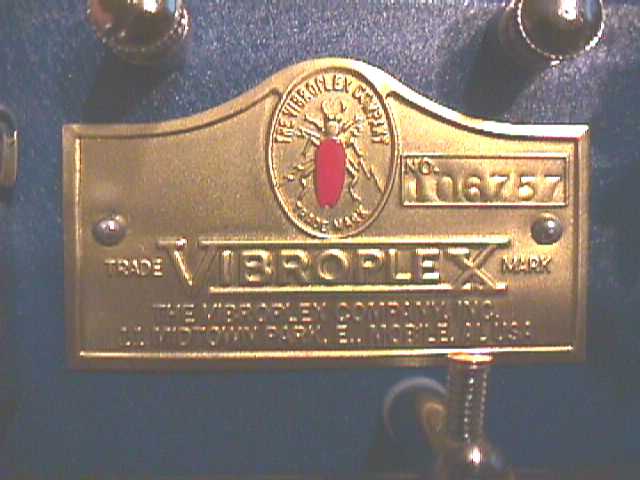 THE VIBROPLEX COMPANY
TRADE MARK
NO. 106757
TRADE VIBROPLEX MARK
THE VIBROPLEX COMPANY, INC.
11 MIDTOWN PARK, E., MOBILE, AL USA